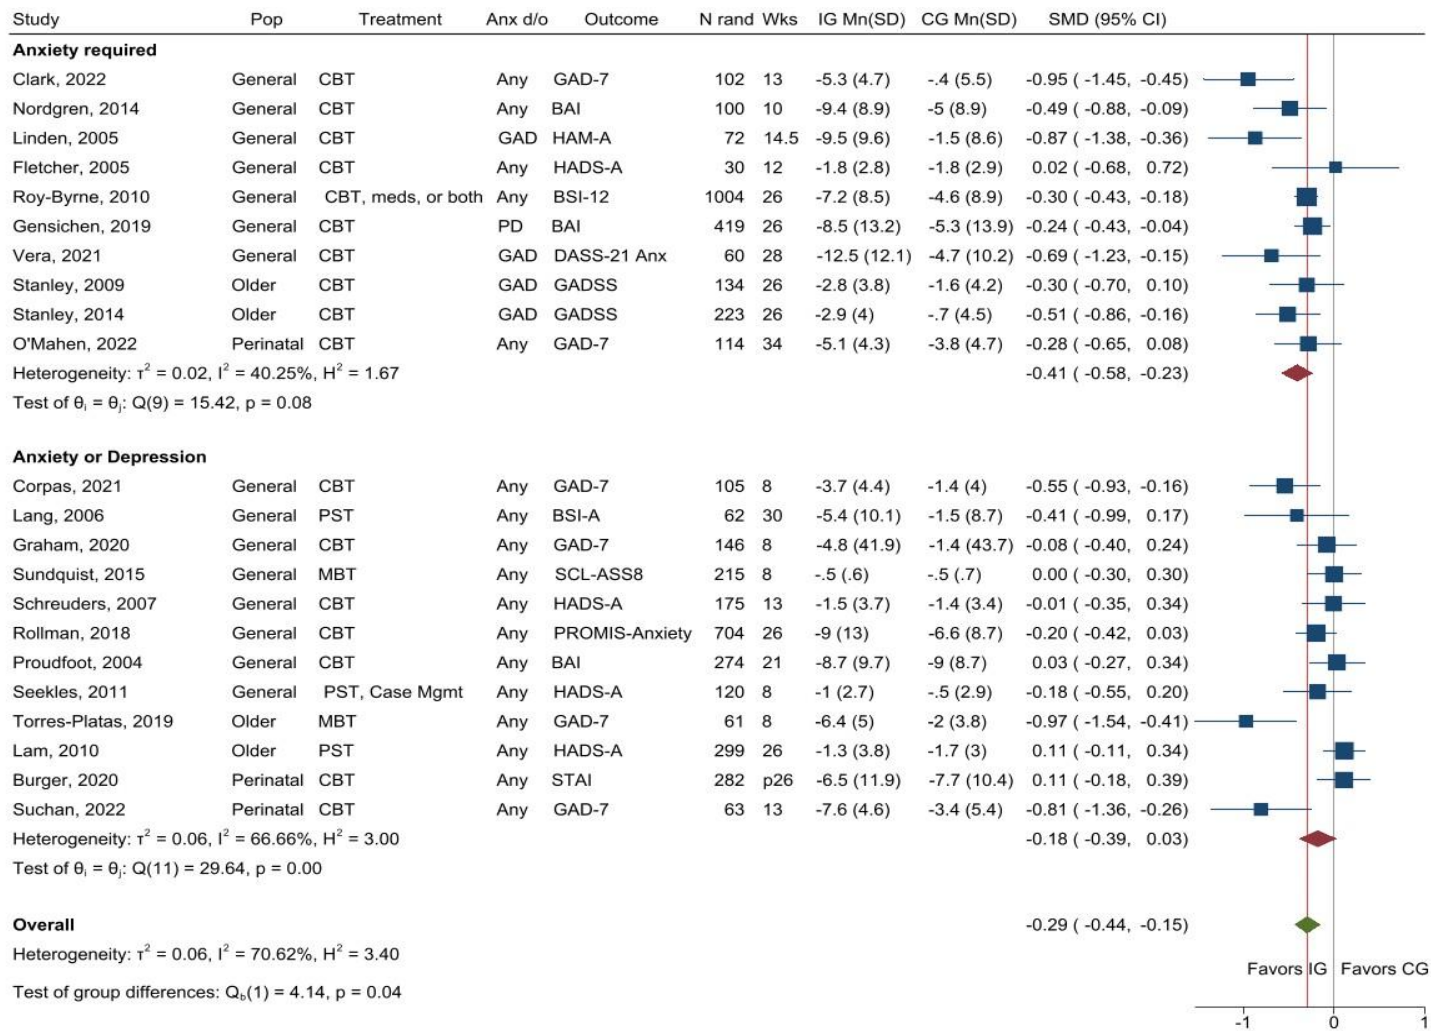 Study Pop Treatment Anx d/o Outcome N rand Wks IG Mn(SD) CG Mn(SD) SMD (95% CI)
Anxiety required
Clark, 2022 General CBT Any GAD-7 102 13 -5.3 (4.7) -.4 (5.5) -0.95 ( -1.45, -0.45)
Nordgren, 2014 General CBT Any BAI 100 10 -9.4 (8.9) -5 (8.9) -0.49 ( -0.88, -0.09)
Linden, 2005 General CBT GAD HAM-A 72 14.5 -9.5 (9.6) -1.5 (8.6) -0.87 ( -1.38, -0.36)
Fletcher, 2005 General CBT Any HADS-A 30 12 -1.8 (2.8) -1.8 (2.9) 0.02 ( -0.68, 0.72)
Roy-Byrne, 2010 General CBT, meds, or both Any BSI-12 1004 26 -7.2 (8.5) -4.6 (8.9) -0.30 ( -0.43, -0.18)
Gensichen, 2019 General CBT PD BAI 419 26 -8.5 (13.2) -5.3 (13.9) -0.24 ( -0.43, -0.04)
Vera, 2021 General CBT GAD DASS-21 Anx 60 28 -12.5 (12.1) -4.7 (10.2) -0.69 ( -1.23, -0.15)
Stanley, 2009 Older CBT GAD GADSS 134 26 -2.8 (3.8) -1.6 (4.2) -0.30 ( -0.70, 0.10)
Stanley, 2014 Older CBT GAD GADSS 223 26 -2.9 (4) -.7 (4.5) -0.51 ( -0.86, -0.16)
O'Mahen, 2022 Perinatal CBT Any GAD-7 114 34 -5.1 (4.3) -3.8 (4.7) -0.28 ( -0.65, 0.08)
Heterogeneity: τ² = 0.02, I² = 40.25%, H² = 1.67 -0.41 ( -0.58, -0.23)
Test of θᵢ = θⱼ: Q(9) = 15.42, p = 0.08
Anxiety or Depression
Corpas, 2021 General CBT Any GAD-7 105 8 -3.7 (4.4) -1.4 (4) -0.55 ( -0.93, -0.16)
Lang, 2006 General PST Any BSI-A 62 30 -5.4 (10.1) -1.5 (8.7) -0.41 ( -0.99, 0.17)
Graham, 2020 General CBT Any GAD-7 146 8 -4.8 (41.9) -1.4 (43.7) -0.08 ( -0.40, 0.24)
Sundquist, 2015 General MBT Any SCL-ASS8 215 8 -.5 (.6) -.5 (.7) 0.00 ( -0.30, 0.30)
Schreuders, 2007 General CBT Any HADS-A 175 13 -1.5 (3.7) -1.4 (3.4) -0.01 ( -0.35, 0.34)
Rollman, 2018 General CBT Any PROMIS-Anxiety 704 26 -9 (13) -6.6 (8.7) -0.20 ( -0.42, 0.03)
Proudfoot, 2004 General CBT Any BAI 274 21 -8.7 (9.7) -9 (8.7) 0.03 ( -0.27, 0.34)
Seekles, 2011 General PST, Case Mgmt Any HADS-A 120 8 -1 (2.7) -.5 (2.9) -0.18 ( -0.55, 0.20)
Torres-Platas, 2019 Older MBT Any GAD-7 61 8 -6.4 (5) -2 (3.8) -0.97 ( -1.54, -0.41)
Lam, 2010 Older PST Any HADS-A 299 26 -1.3 (3.8) -1.7 (3) 0.11 ( -0.11, 0.34)
Burger, 2020 Perinatal CBT Any STAI 282 p26 -6.5 (11.9) -7.7 (10.4) 0.11 ( -0.18, 0.39)
Suchan, 2022 Perinatal CBT Any GAD-7 63 13 -7.6 (4.6) -3.4 (5.4) -0.81 ( -1.36, -0.26)
Heterogeneity: τ² = 0.06, I² = 66.66%, H² = 3.00 -0.18 ( -0.39, 0.03)
Test of θᵢ = θⱼ: Q(11) = 29.64, p = 0.00
Overall -0.29 ( -0.44, -0.15)
Heterogeneity: τ² = 0.06, I² = 70.62%, H² = 3.40
Favors IG Favors CG
Test of group differences: Q_b(1) = 4.14, p = 0.04
-1 0 1